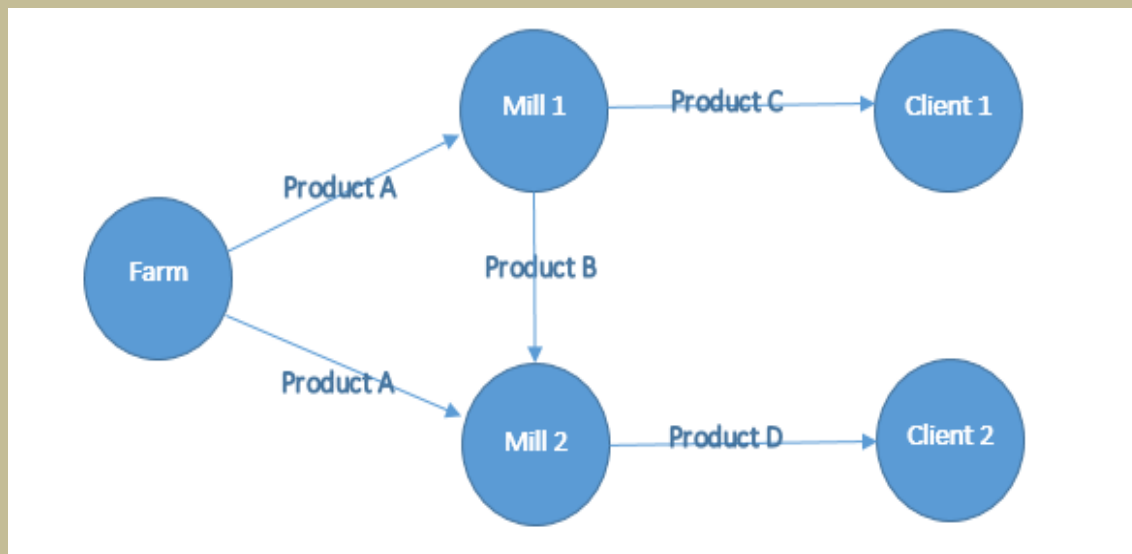 Mill 1
Product C
Client 1
Product A
Farm
Product B
Product A
Mill 2
Product D
Client 2